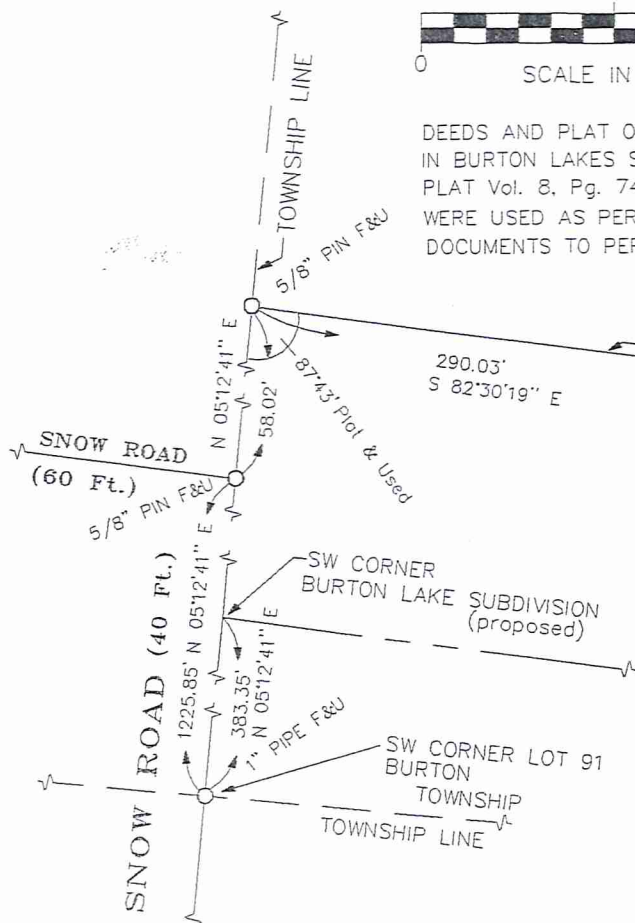 0
SCALE IN
DEEDS AND PLAT O
IN BURTON LAKES S
PLAT Vol. 8, Pg. 74
WERE USED AS PER
DOCUMENTS TO PER
TOWNSHIP LINE
5/8" PIN F&U
N 05°12'41" E
58.02'
87°43' Plat & Used
290.03'
S 82°30'19" E
SNOW ROAD
(60 Ft.)
5/8" PIN F&U
SW CORNER
BURTON LAKE SUBDIVISION
(proposed)
SNOW ROAD (40 Ft.)
1225.85' N 05°12'41" E
383.35'
N 05°12'41" E
1" PIPE F&U
SW CORNER LOT 91
BURTON
TOWNSHIP
TOWNSHIP LINE